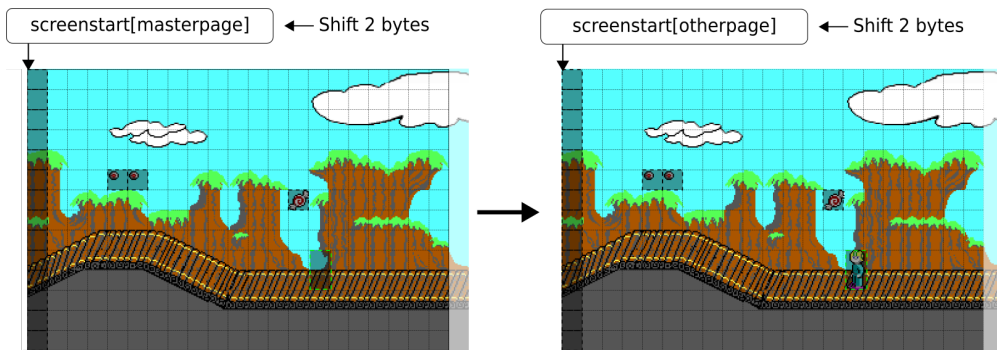 screenstart[masterpage]
Shift 2 bytes
screenstart[otherpage]
Shift 2 bytes